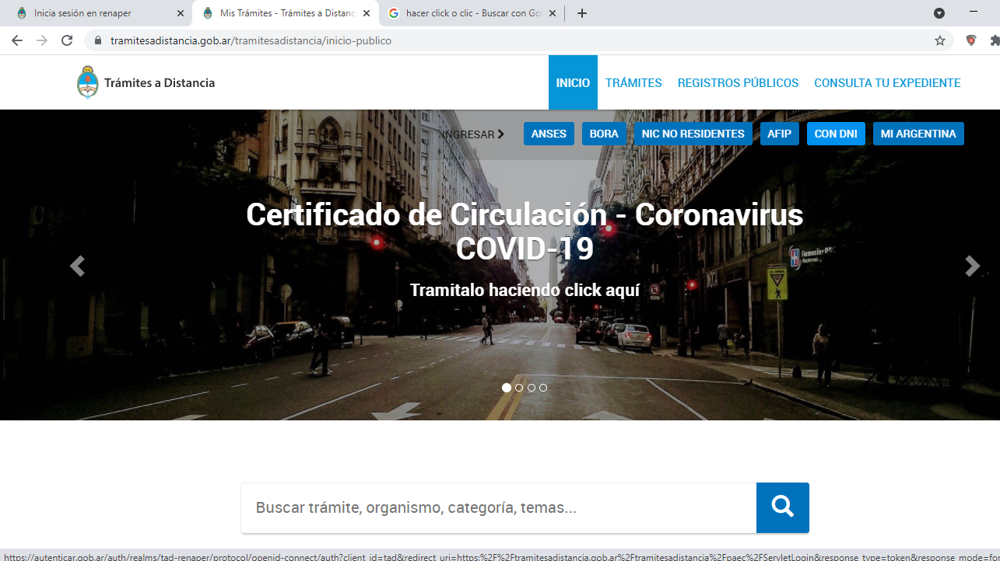 Inicia sesión en renaper
Mis Trámites - Trámites a Distanc
hacer click o clic - Buscar con Go
tramitesadistancia.gob.ar/tramitesadistancia/inicio-publico
Trámites a Distancia
INICIO
TRÁMITES
REGISTROS PÚBLICOS
CONSULTA TU EXPEDIENTE
INGRESAR
ANSES
BORA
NIC NO RESIDENTES
AFIP
CON DNI
MI ARGENTINA
Certificado de Circulación - Coronavirus
COVID-19
Tramitalo haciendo click aquí
Buscar trámite, organismo, categoría, temas...
https://autenticar.gob.ar/auth/realms/tad-renaper/protocol/openid-connect/auth?client_id=tad&redirect_uri=https:%2F%2Ftramitesadistancia.gob.ar%2Ftramitesadistancia%2Fpaec%2FServletLogin&response_type=token&response_mode=fo